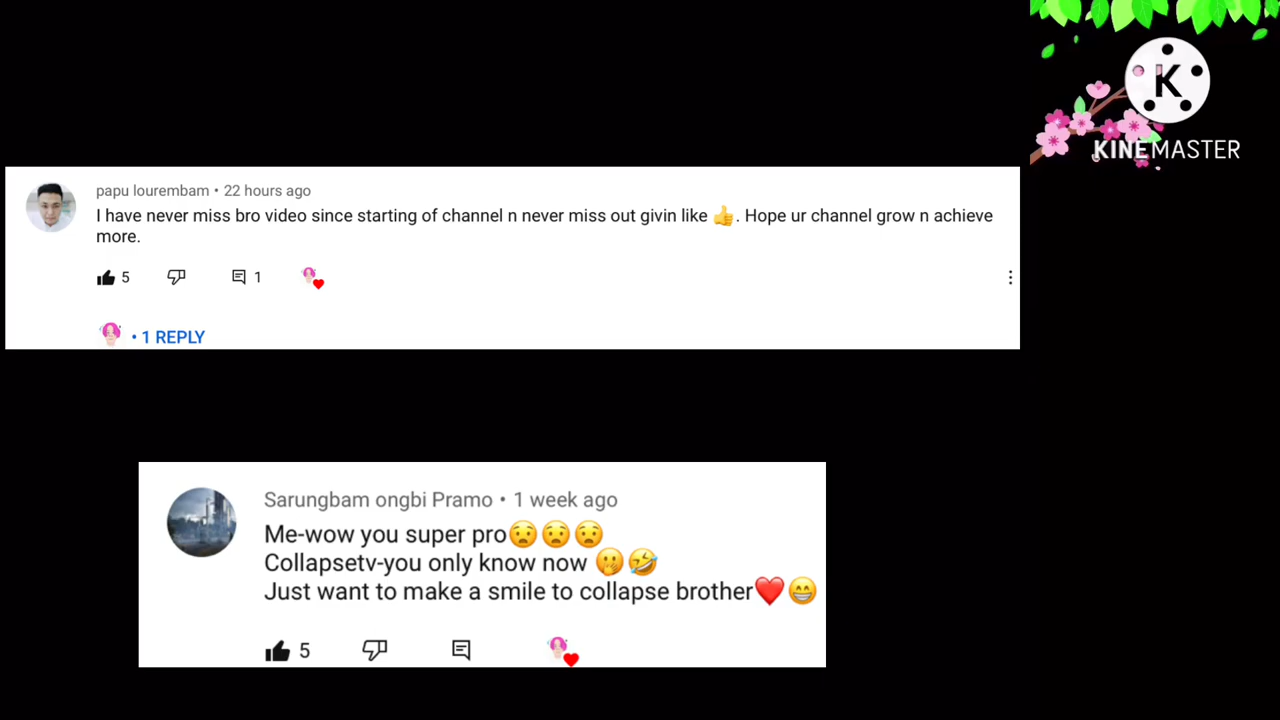 K
KINEMASTER
papu lourembam • 22 hours ago
I have never miss bro video since starting of channel n never miss out givin like 👍. Hope ur channel grow n achieve
more.
5
1
• 1 REPLY
Sarungbam ongbi Pramo • 1 week ago
Me-wow you super pro😧😧😧
Collapsetv-you only know now 🤭🤣
Just want to make a smile to collapse brother❤️😁
5